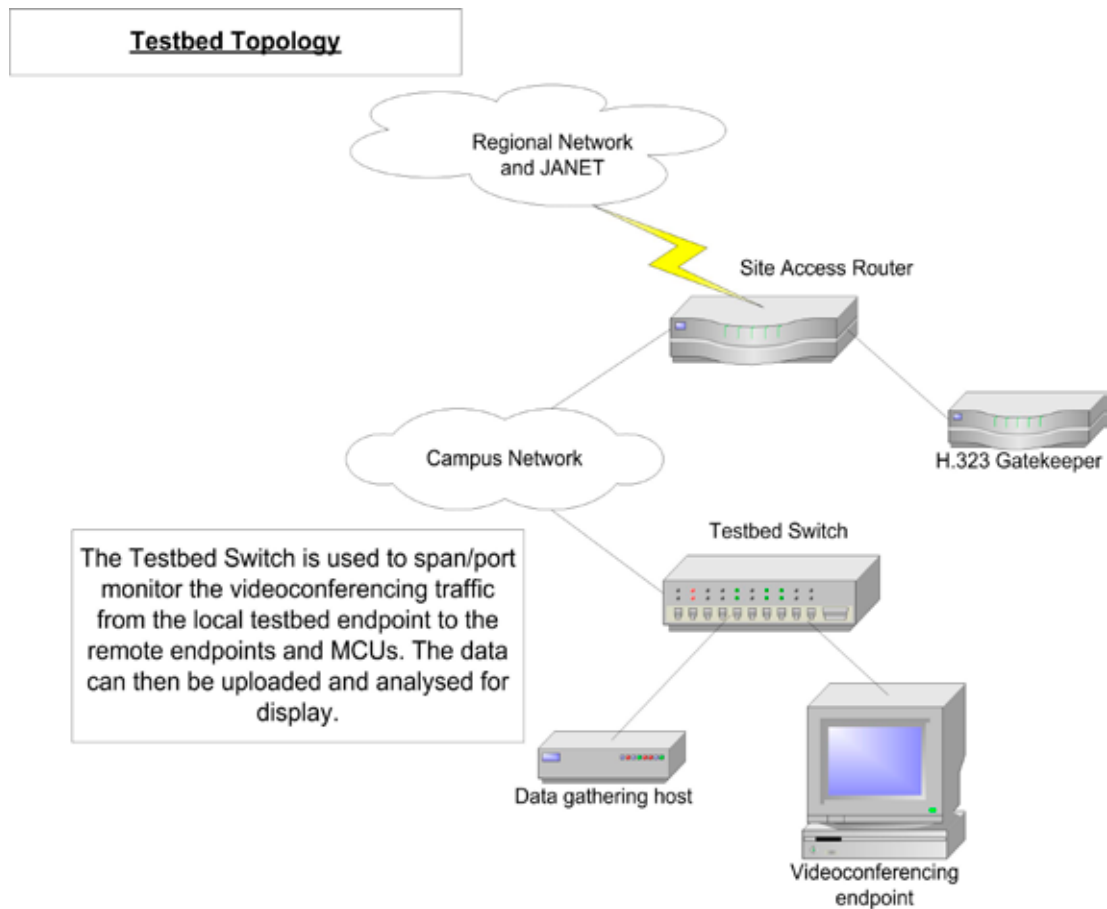 Testbed Topology
Regional Network
and JANET
Site Access Router
H.323 Gatekeeper
Campus Network
Testbed Switch
The Testbed Switch is used to span/port
monitor the videoconferencing traffic
from the local testbed endpoint to the
remote endpoints and MCUs. The data
can then be uploaded and analysed for
display.
Data gathering host
Videoconferencing
endpoint